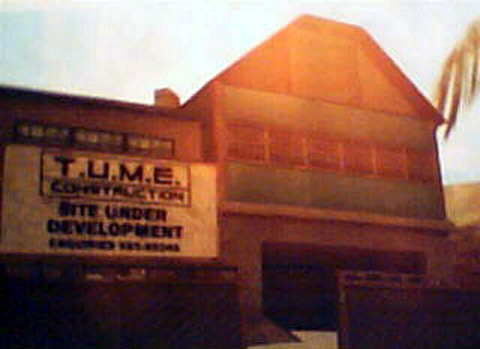 T.U.M.E.
CONSTRUCTION
SITE UNDER
DEVELOPMENT
ENQUIRIES